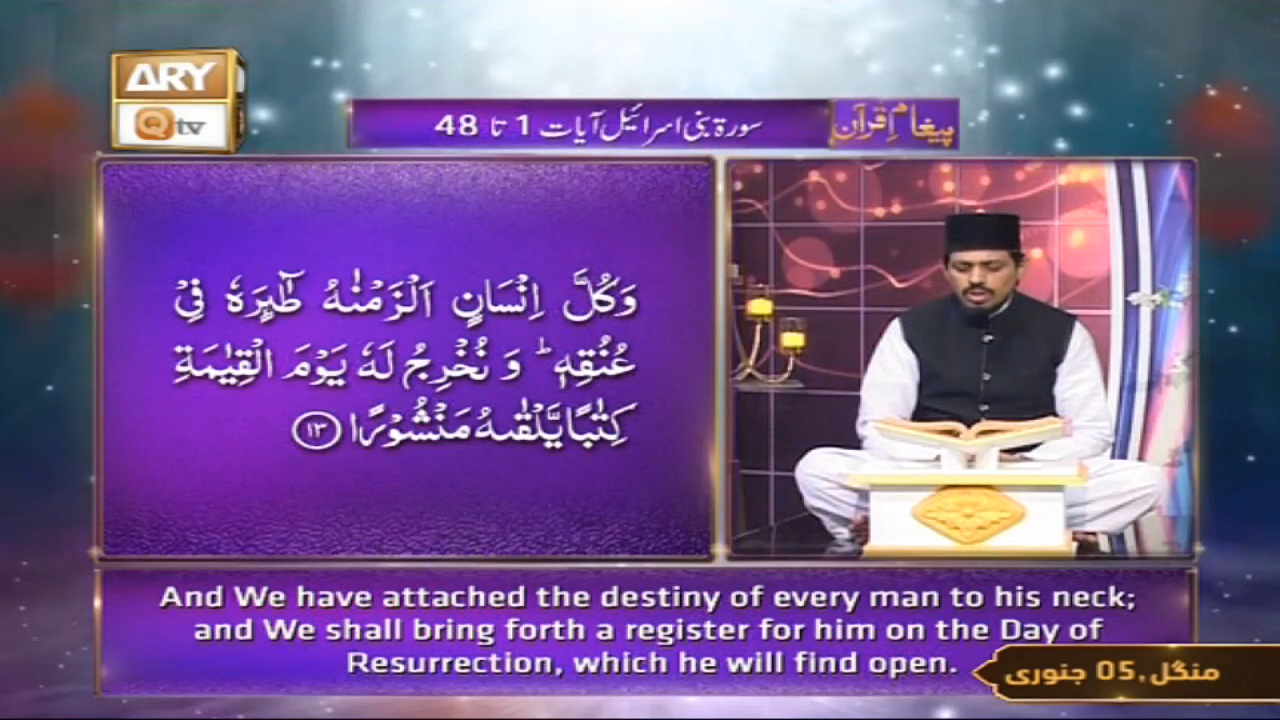 ARY
Qtv
پیغام قرآن
سورۃ بنی اسرائیل آیات 1 تا 48
وَكُلَّ اِنْسَانٍ اَلْزَمْنٰهُ طٰٓئِرَهٗ فِیْ
عُنُقِهٖ ؕ وَ نُخْرِجُ لَهٗ یَوْمَ الْقِیٰمَةِ
كِتٰبًا یَّلْقٰىهُ مَنْشُوْرًا ﴿۱۳﴾
And We have attached the destiny of every man to his neck;
and We shall bring forth a register for him on the Day of
Resurrection, which he will find open.
منگل, 05 جنوری